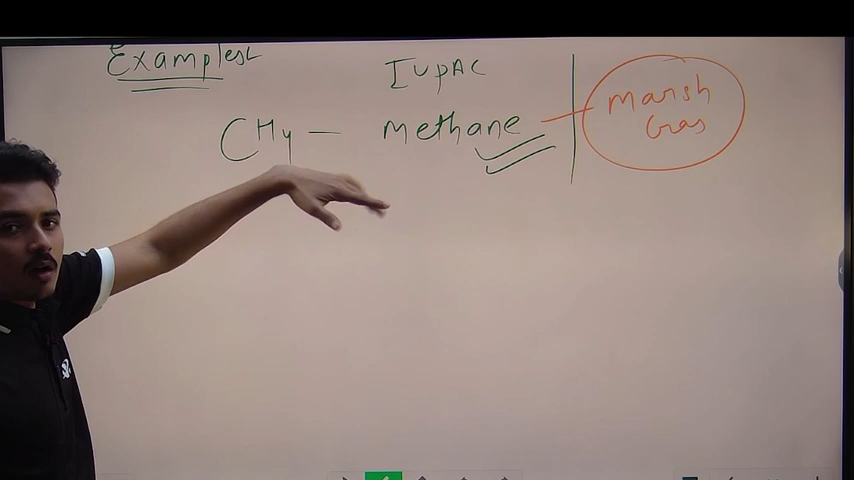 Examples:
IUPAC
CH4 — Methane
Marsh
Gas